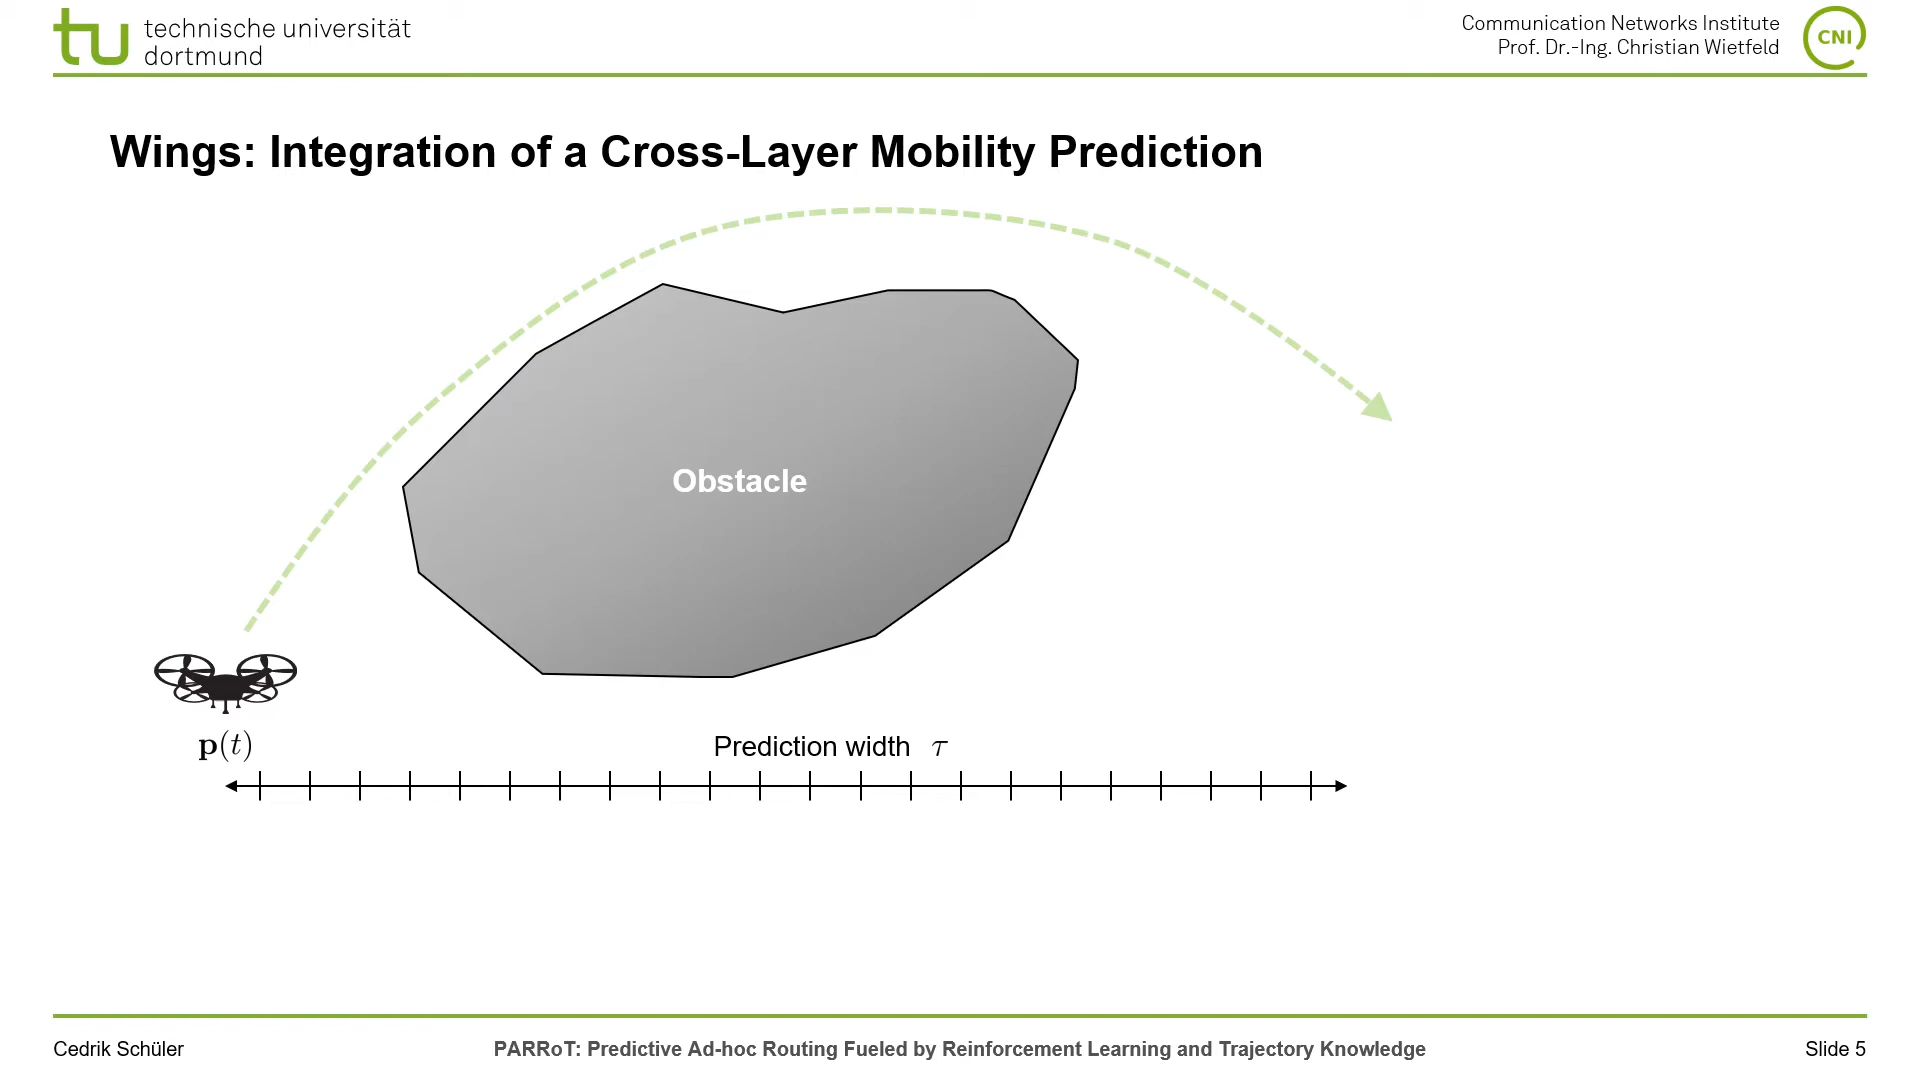 technische universität
dortmund
Communication Networks Institute
Prof. Dr.-Ing. Christian Wietfeld
CNI
Wings: Integration of a Cross-Layer Mobility Prediction
Obstacle
p(t)
Prediction width τ
Cedrik Schüler
PARRoT: Predictive Ad-hoc Routing Fueled by Reinforcement Learning and Trajectory Knowledge
Slide 5